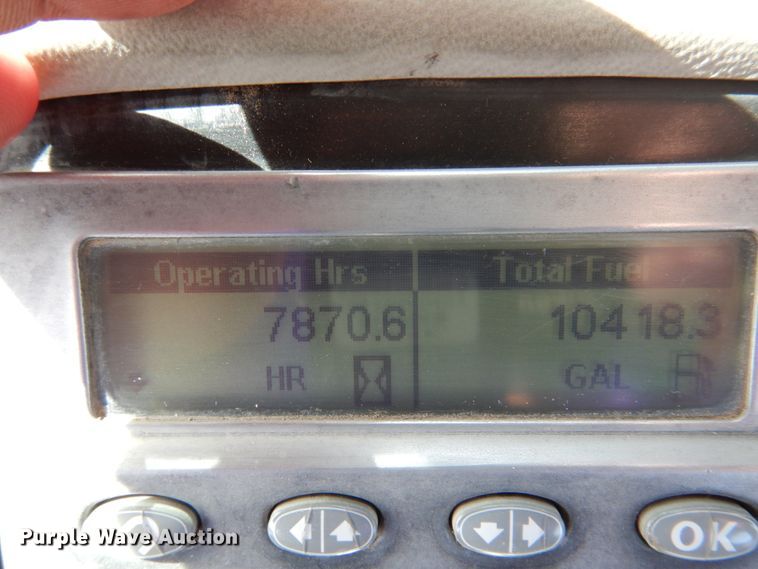 Operating Hrs Total Fuel
7870.6 10418.3
HR GAL
OK
Purple Wave Auction